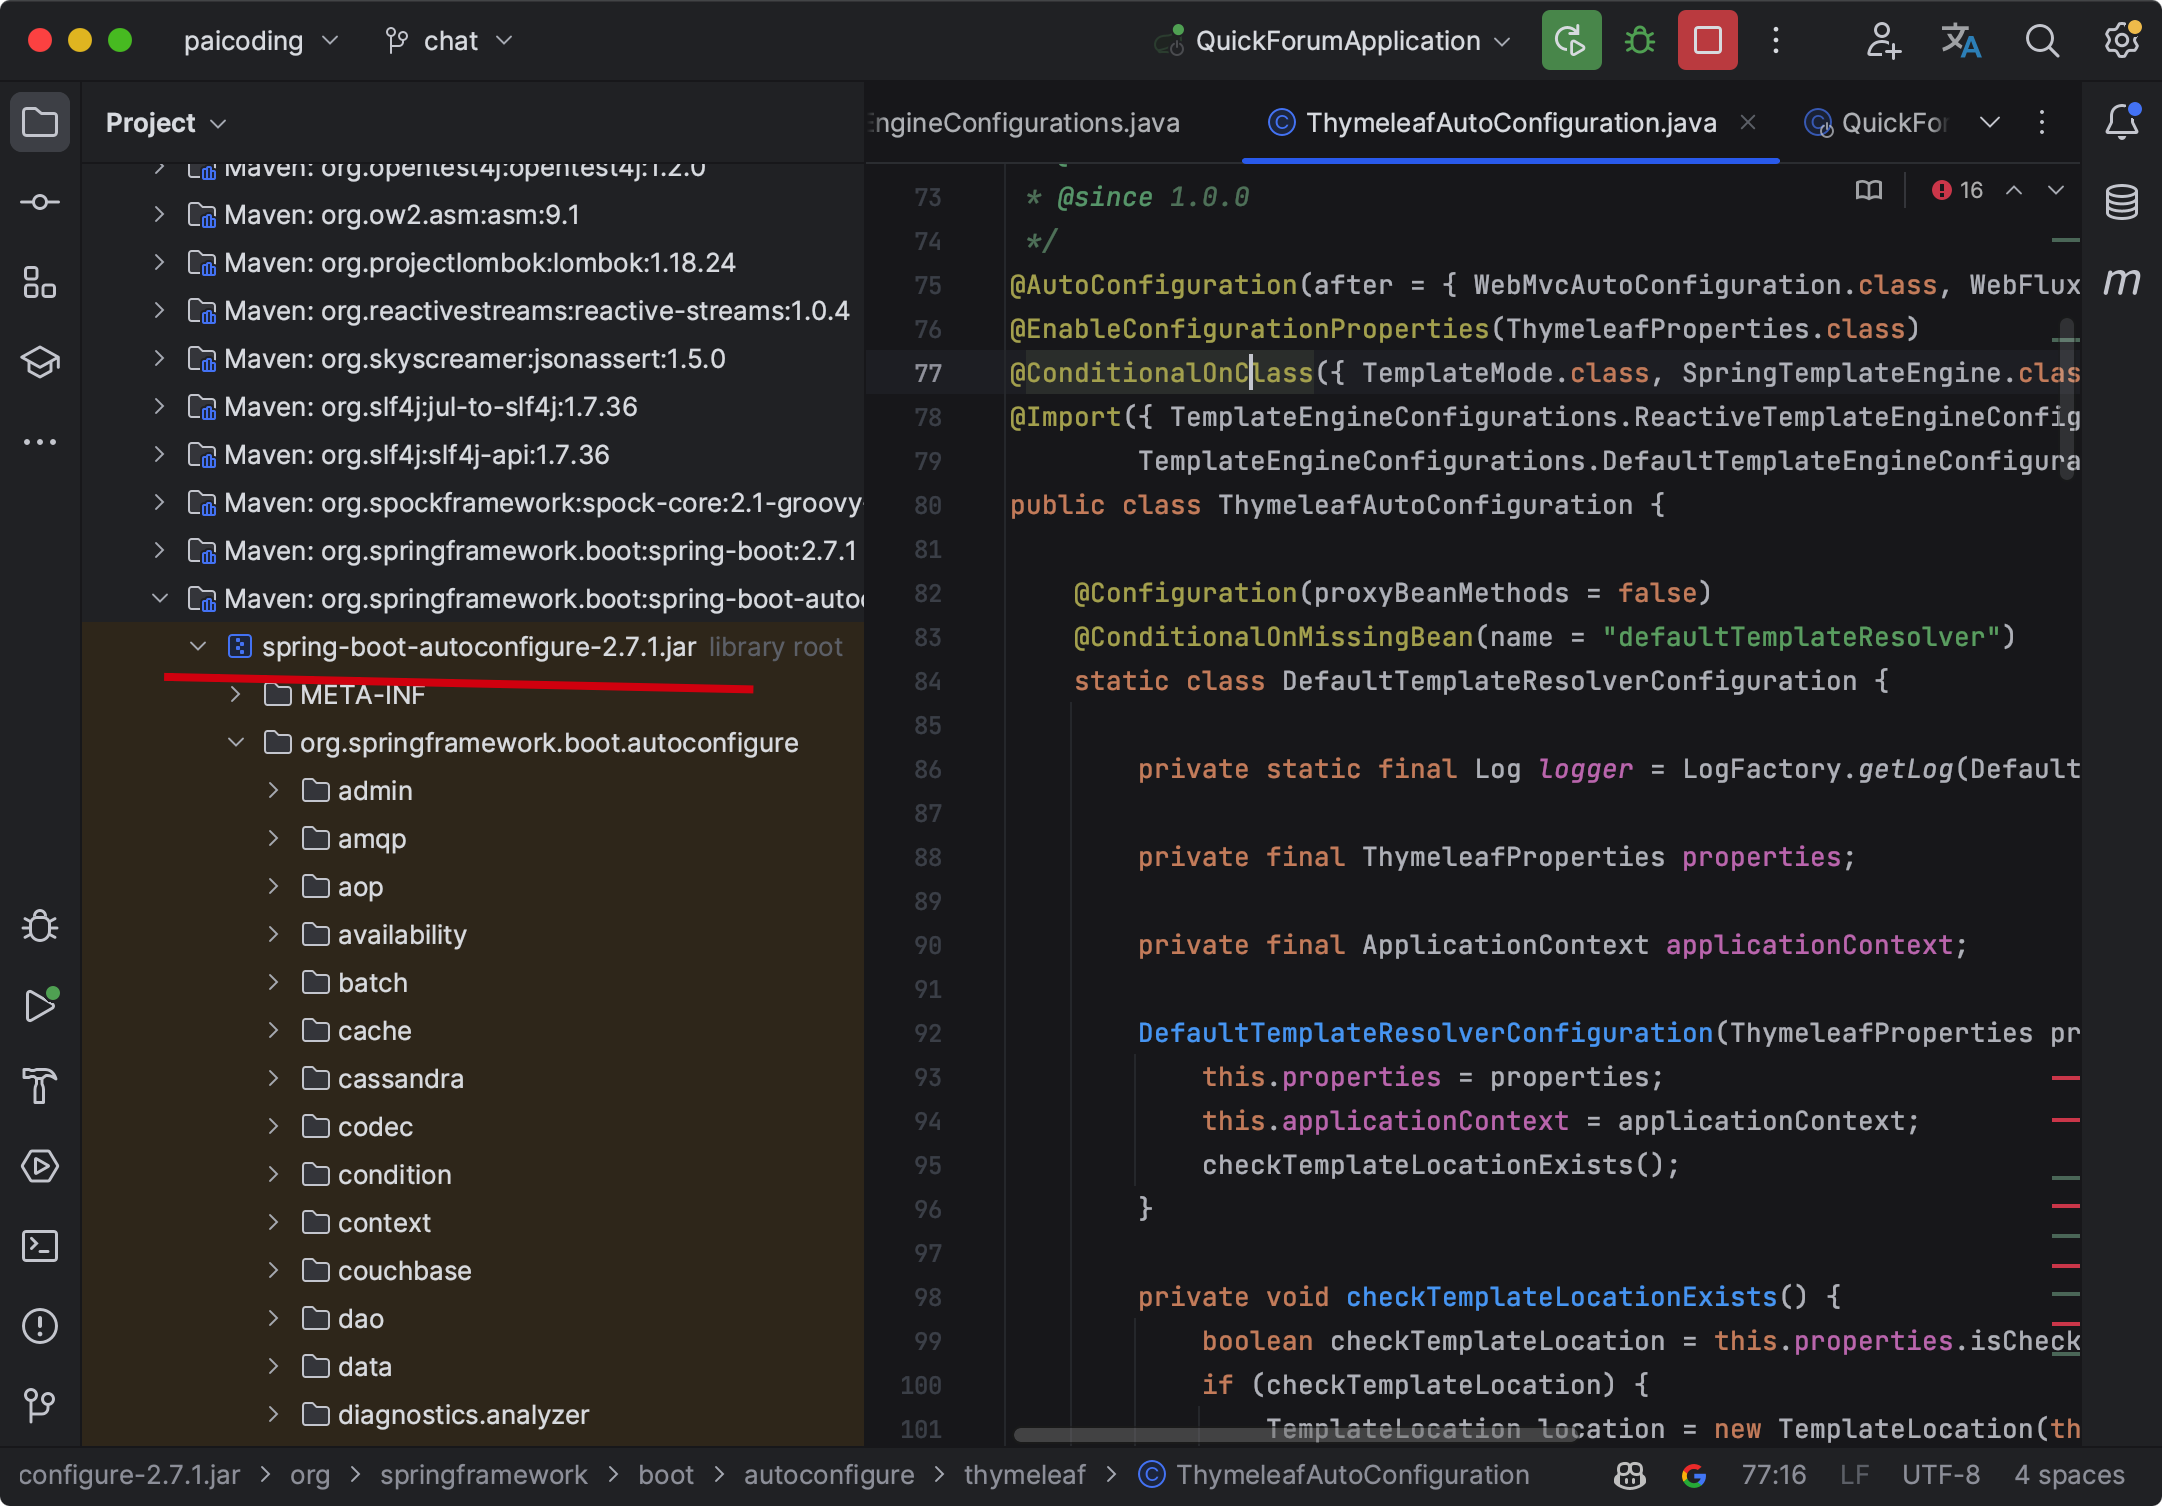 paicoding
chat
QuickForumApplication
Project
Maven: org.opentest4j:opentest4j:1.2.0
Maven: org.ow2.asm:asm:9.1
Maven: org.projectlombok:lombok:1.18.24
Maven: org.reactivestreams:reactive-streams:1.0.4
Maven: org.skyscreamer:jsonassert:1.5.0
Maven: org.slf4j:jul-to-slf4j:1.7.36
Maven: org.slf4j:slf4j-api:1.7.36
Maven: org.spockframework:spock-core:2.1-groovy-
Maven: org.springframework.boot:spring-boot:2.7.1
Maven: org.springframework.boot:spring-boot-auto
spring-boot-autoconfigure-2.7.1.jar library root
META-INF
org.springframework.boot.autoconfigure
admin
amqp
aop
availability
batch
cache
cassandra
codec
condition
context
couchbase
dao
data
diagnostics.analyzer
ngineConfigurations.java
ThymeleafAutoConfiguration.java
QuickFor
16
73 * @since 1.0.0
74 */
75 @AutoConfiguration(after = { WebMvcAutoConfiguration.class, WebFlux
76 @EnableConfigurationProperties(ThymeleafProperties.class)
77 @ConditionalOnClass({ TemplateMode.class, SpringTemplateEngine.clas
78 @Import({ TemplateEngineConfigurations.ReactiveTemplateEngineConfig
79 TemplateEngineConfigurations.DefaultTemplateEngineConfigura
80 public class ThymeleafAutoConfiguration {
81
82 @Configuration(proxyBeanMethods = false)
83 @ConditionalOnMissingBean(name = "defaultTemplateResolver")
84 static class DefaultTemplateResolverConfiguration {
85
86 private static final Log logger = LogFactory.getLog(Default
87
88 private final ThymeleafProperties properties;
89
90 private final ApplicationContext applicationContext;
91
92 DefaultTemplateResolverConfiguration(ThymeleafProperties pr
93 this.properties = properties;
94 this.applicationContext = applicationContext;
95 checkTemplateLocationExists();
96 }
97
98 private void checkTemplateLocationExists() {
99 boolean checkTemplateLocation = this.properties.isCheck
100 if (checkTemplateLocation) {
101 TemplateLocation location = new TemplateLocation(th
m
configure-2.7.1.jar > org > springframework > boot > autoconfigure > thymeleaf > ThymeleafAutoConfiguration
77:16 LF UTF-8 4 spaces